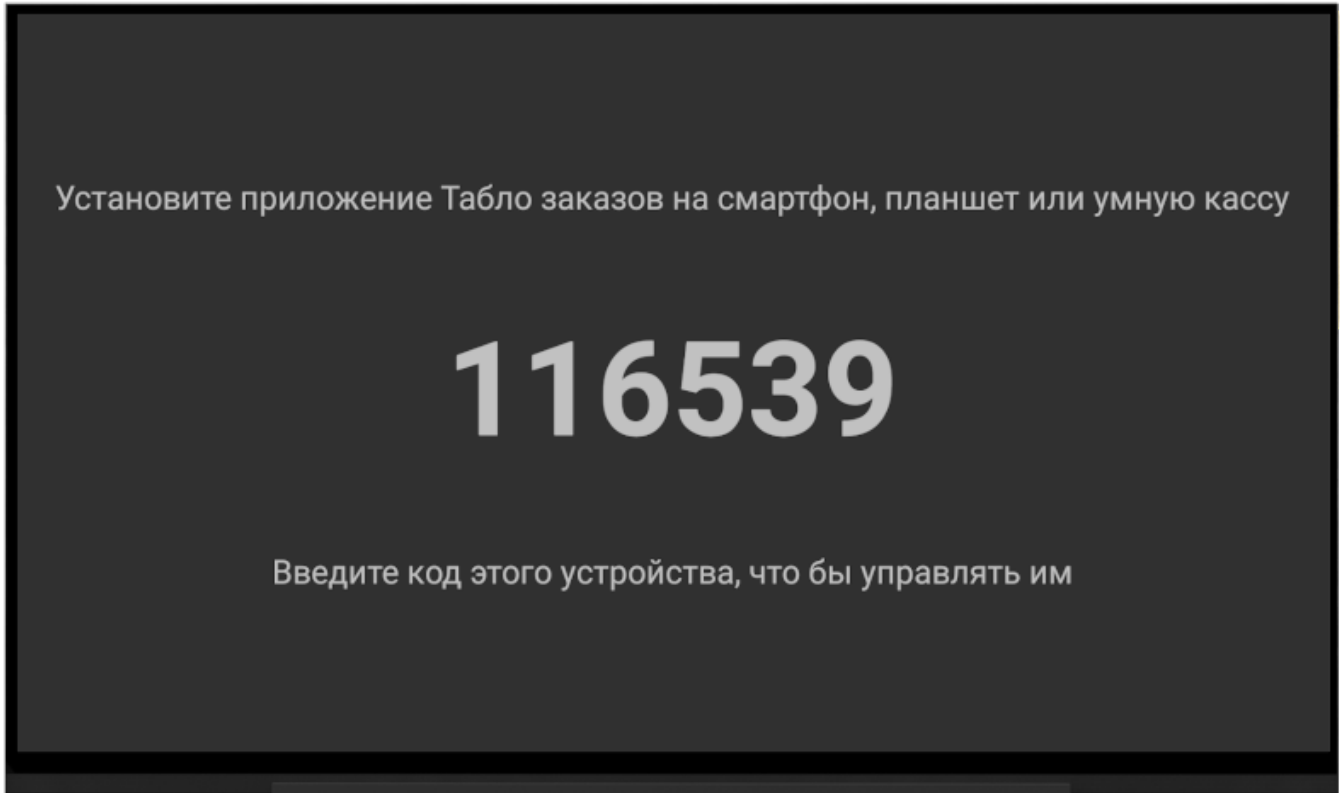 Установите приложение Табло заказов на смартфон, планшет или умную кассу
116539
Введите код этого устройства, что бы управлять им